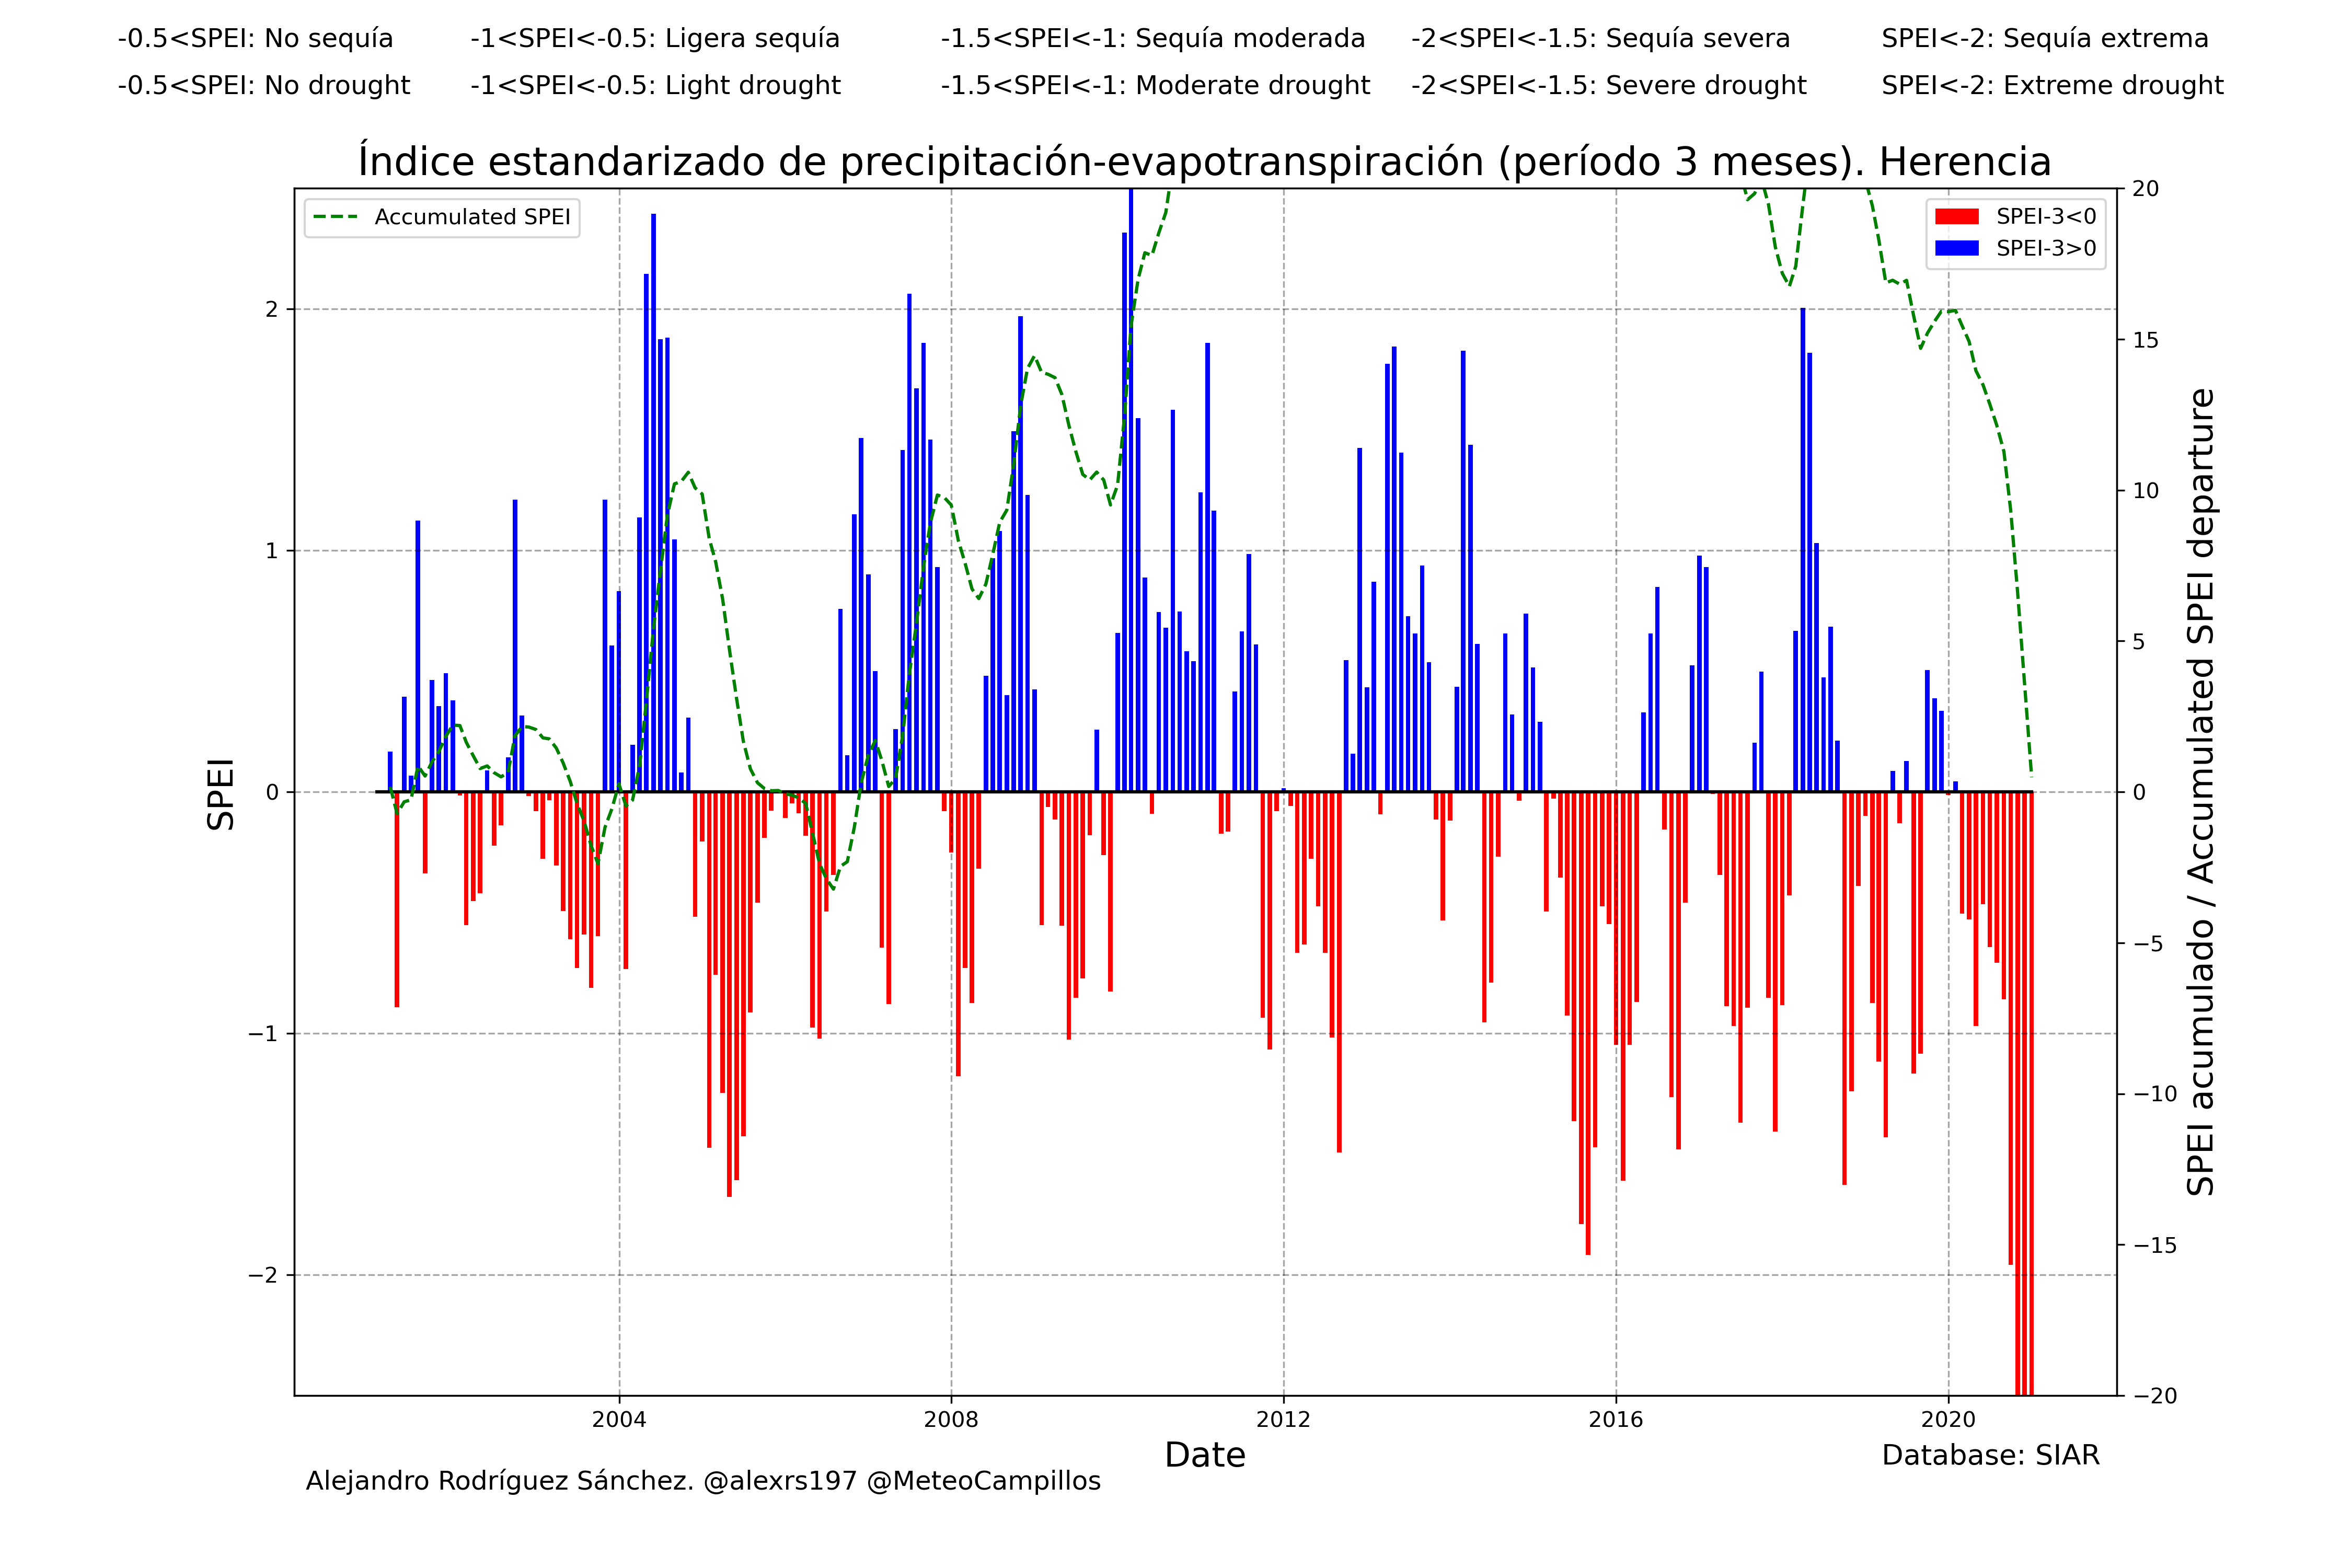 -0.5<SPEI: No sequía -1<SPEI<-0.5: Ligera sequía -1.5<SPEI<-1: Sequía moderada -2<SPEI<-1.5: Sequía severa SPEI<-2: Sequía extrema
-0.5<SPEI: No drought -1<SPEI<-0.5: Light drought -1.5<SPEI<-1: Moderate drought -2<SPEI<-1.5: Severe drought SPEI<-2: Extreme drought
Índice estandarizado de precipitación-evapotranspiración (período 3 meses). Herencia
Accumulated SPEI
SPEI-3<0
SPEI-3>0
SPEI
2
1
0
−1
−2
20
15
10
5
0
−5
−10
−15
−20
SPEI acumulado / Accumulated SPEI departure
2004 2008 2012 2016 2020
Date
Database: SIAR
Alejandro Rodríguez Sánchez. @alexrs197 @MeteoCampillos